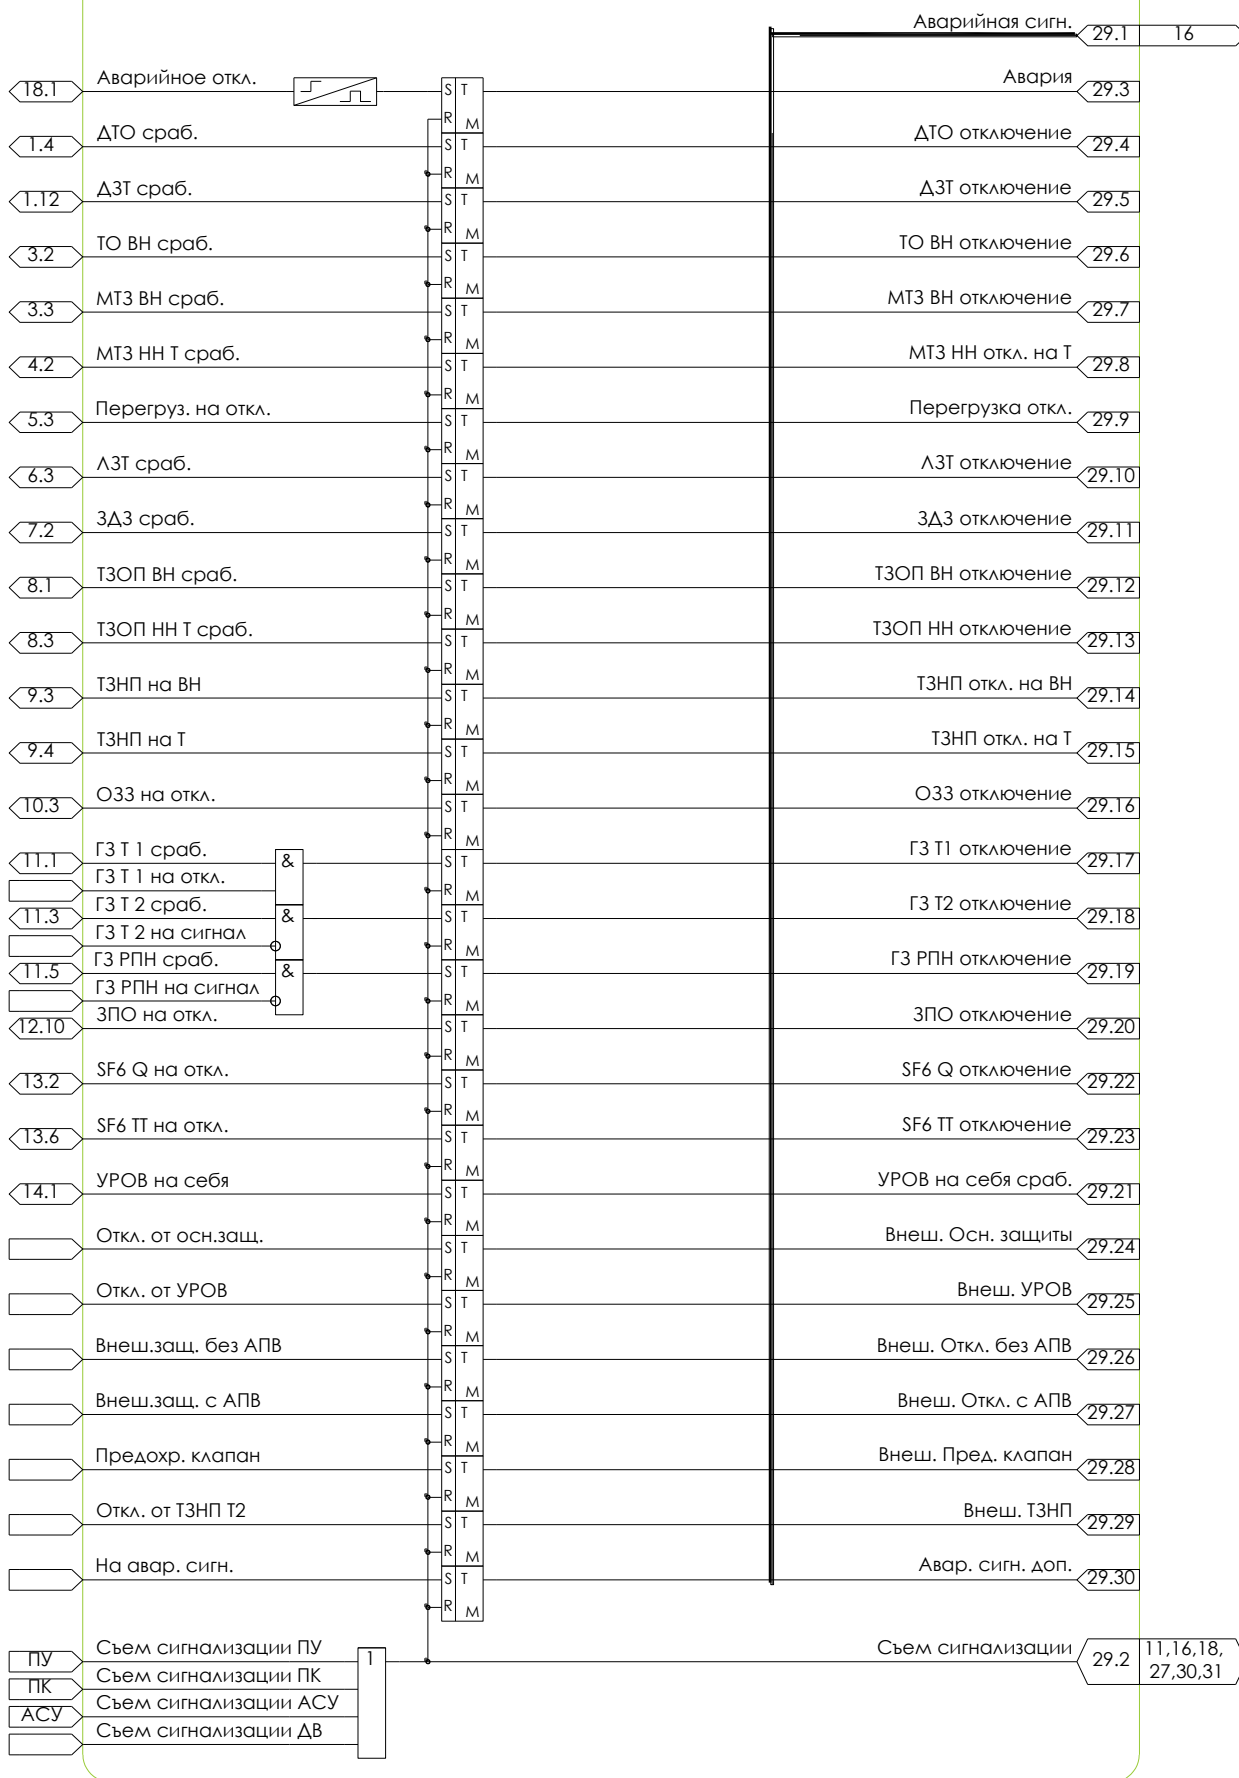 Аварийная сигн. 29.1 16
18.1 Аварийное откл. S T Авария 29.3
R M
1.4 ДТО сраб. S T ДТО отключение 29.4
R M
1.12 ДЗТ сраб. S T ДЗТ отключение 29.5
R M
3.2 ТО ВН сраб. S T ТО ВН отключение 29.6
R M
3.3 МТЗ ВН сраб. S T МТЗ ВН отключение 29.7
R M
4.2 МТЗ НН Т сраб. S T МТЗ НН откл. на Т 29.8
R M
5.3 Перегруз. на откл. S T Перегрузка откл. 29.9
R M
6.3 ЛЗТ сраб. S T ЛЗТ отключение 29.10
R M
7.2 ЗДЗ сраб. S T ЗДЗ отключение 29.11
R M
8.1 ТЗОП ВН сраб. S T ТЗОП ВН отключение 29.12
R M
8.3 ТЗОП НН Т сраб. S T ТЗОП НН отключение 29.13
R M
9.3 ТЗНП на ВН S T ТЗНП откл. на ВН 29.14
R M
9.4 ТЗНП на Т S T ТЗНП откл. на Т 29.15
R M
10.3 ОЗЗ на откл. S T ОЗЗ отключение 29.16
R M
11.1 ГЗ Т 1 сраб. & S T ГЗ Т1 отключение 29.17
ГЗ Т 1 на откл. R M
11.3 ГЗ Т 2 сраб. & S T ГЗ Т2 отключение 29.18
ГЗ Т 2 на сигнал R M
11.5 ГЗ РПН сраб. & S T ГЗ РПН отключение 29.19
ГЗ РПН на сигнал R M
12.10 ЗПО на откл. S T ЗПО отключение 29.20
R M
13.2 SF6 Q на откл. S T SF6 Q отключение 29.22
R M
13.6 SF6 ТТ на откл. S T SF6 ТТ отключение 29.23
R M
14.1 УРОВ на себя S T УРОВ на себя сраб. 29.21
R M
Откл. от осн.защ. S T Внеш. Осн. защиты 29.24
R M
Откл. от УРОВ S T Внеш. УРОВ 29.25
R M
Внеш.защ. без АПВ S T Внеш. Откл. без АПВ 29.26
R M
Внеш.защ. с АПВ S T Внеш. Откл. с АПВ 29.27
R M
Предохр. клапан S T Внеш. Пред. клапан 29.28
R M
Откл. от ТЗНП Т2 S T Внеш. ТЗНП 29.29
R M
На авар. сигн. S T Авар. сигн. доп. 29.30
R M
ПУ Съем сигнализации ПУ 1 Съем сигнализации 29.2 11,16,18,
27,30,31
ПК Съем сигнализации ПК
АСУ Съем сигнализации АСУ
Съем сигнализации ДВ